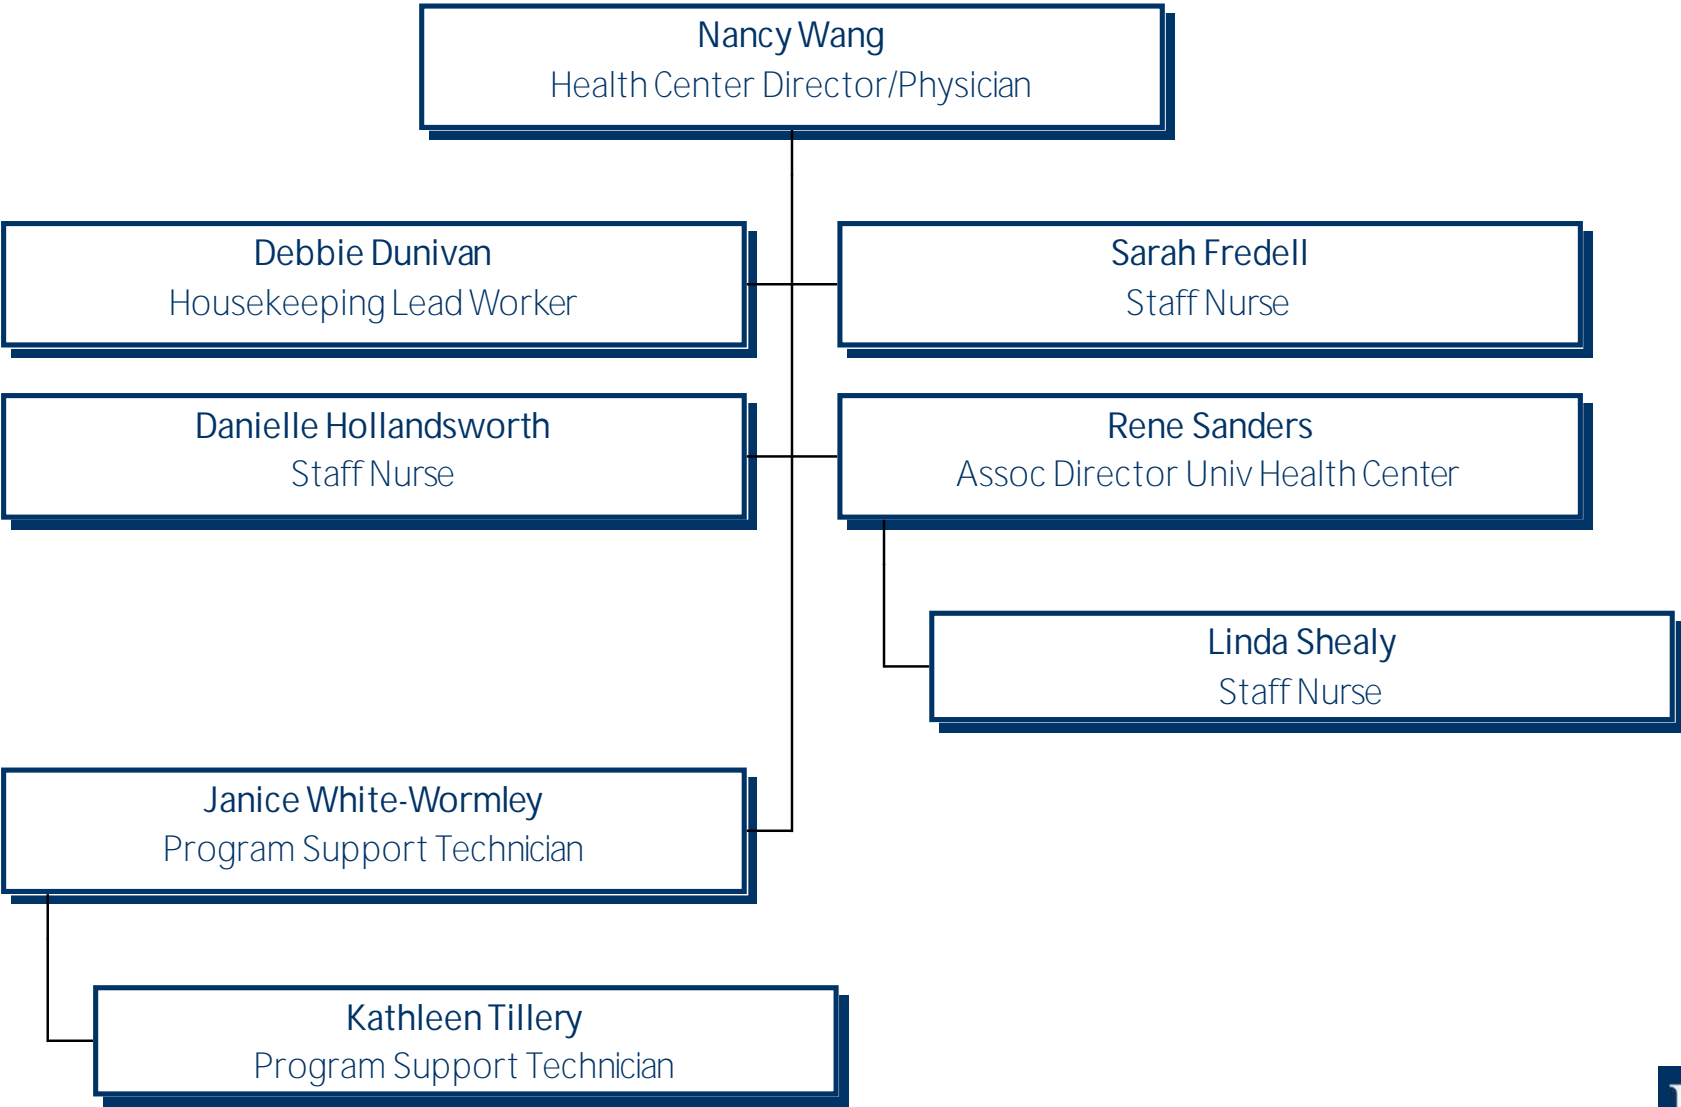 Nancy Wang
Health Center Director/Physician
Debbie Dunivan
Housekeeping Lead Worker
Sarah Fredell
Staff Nurse
Danielle Hollandsworth
Staff Nurse
Rene Sanders
Assoc Director Univ Health Center
Linda Shealy
Staff Nurse
Janice White-Wormley
Program Support Technician
Kathleen Tillery
Program Support Technician